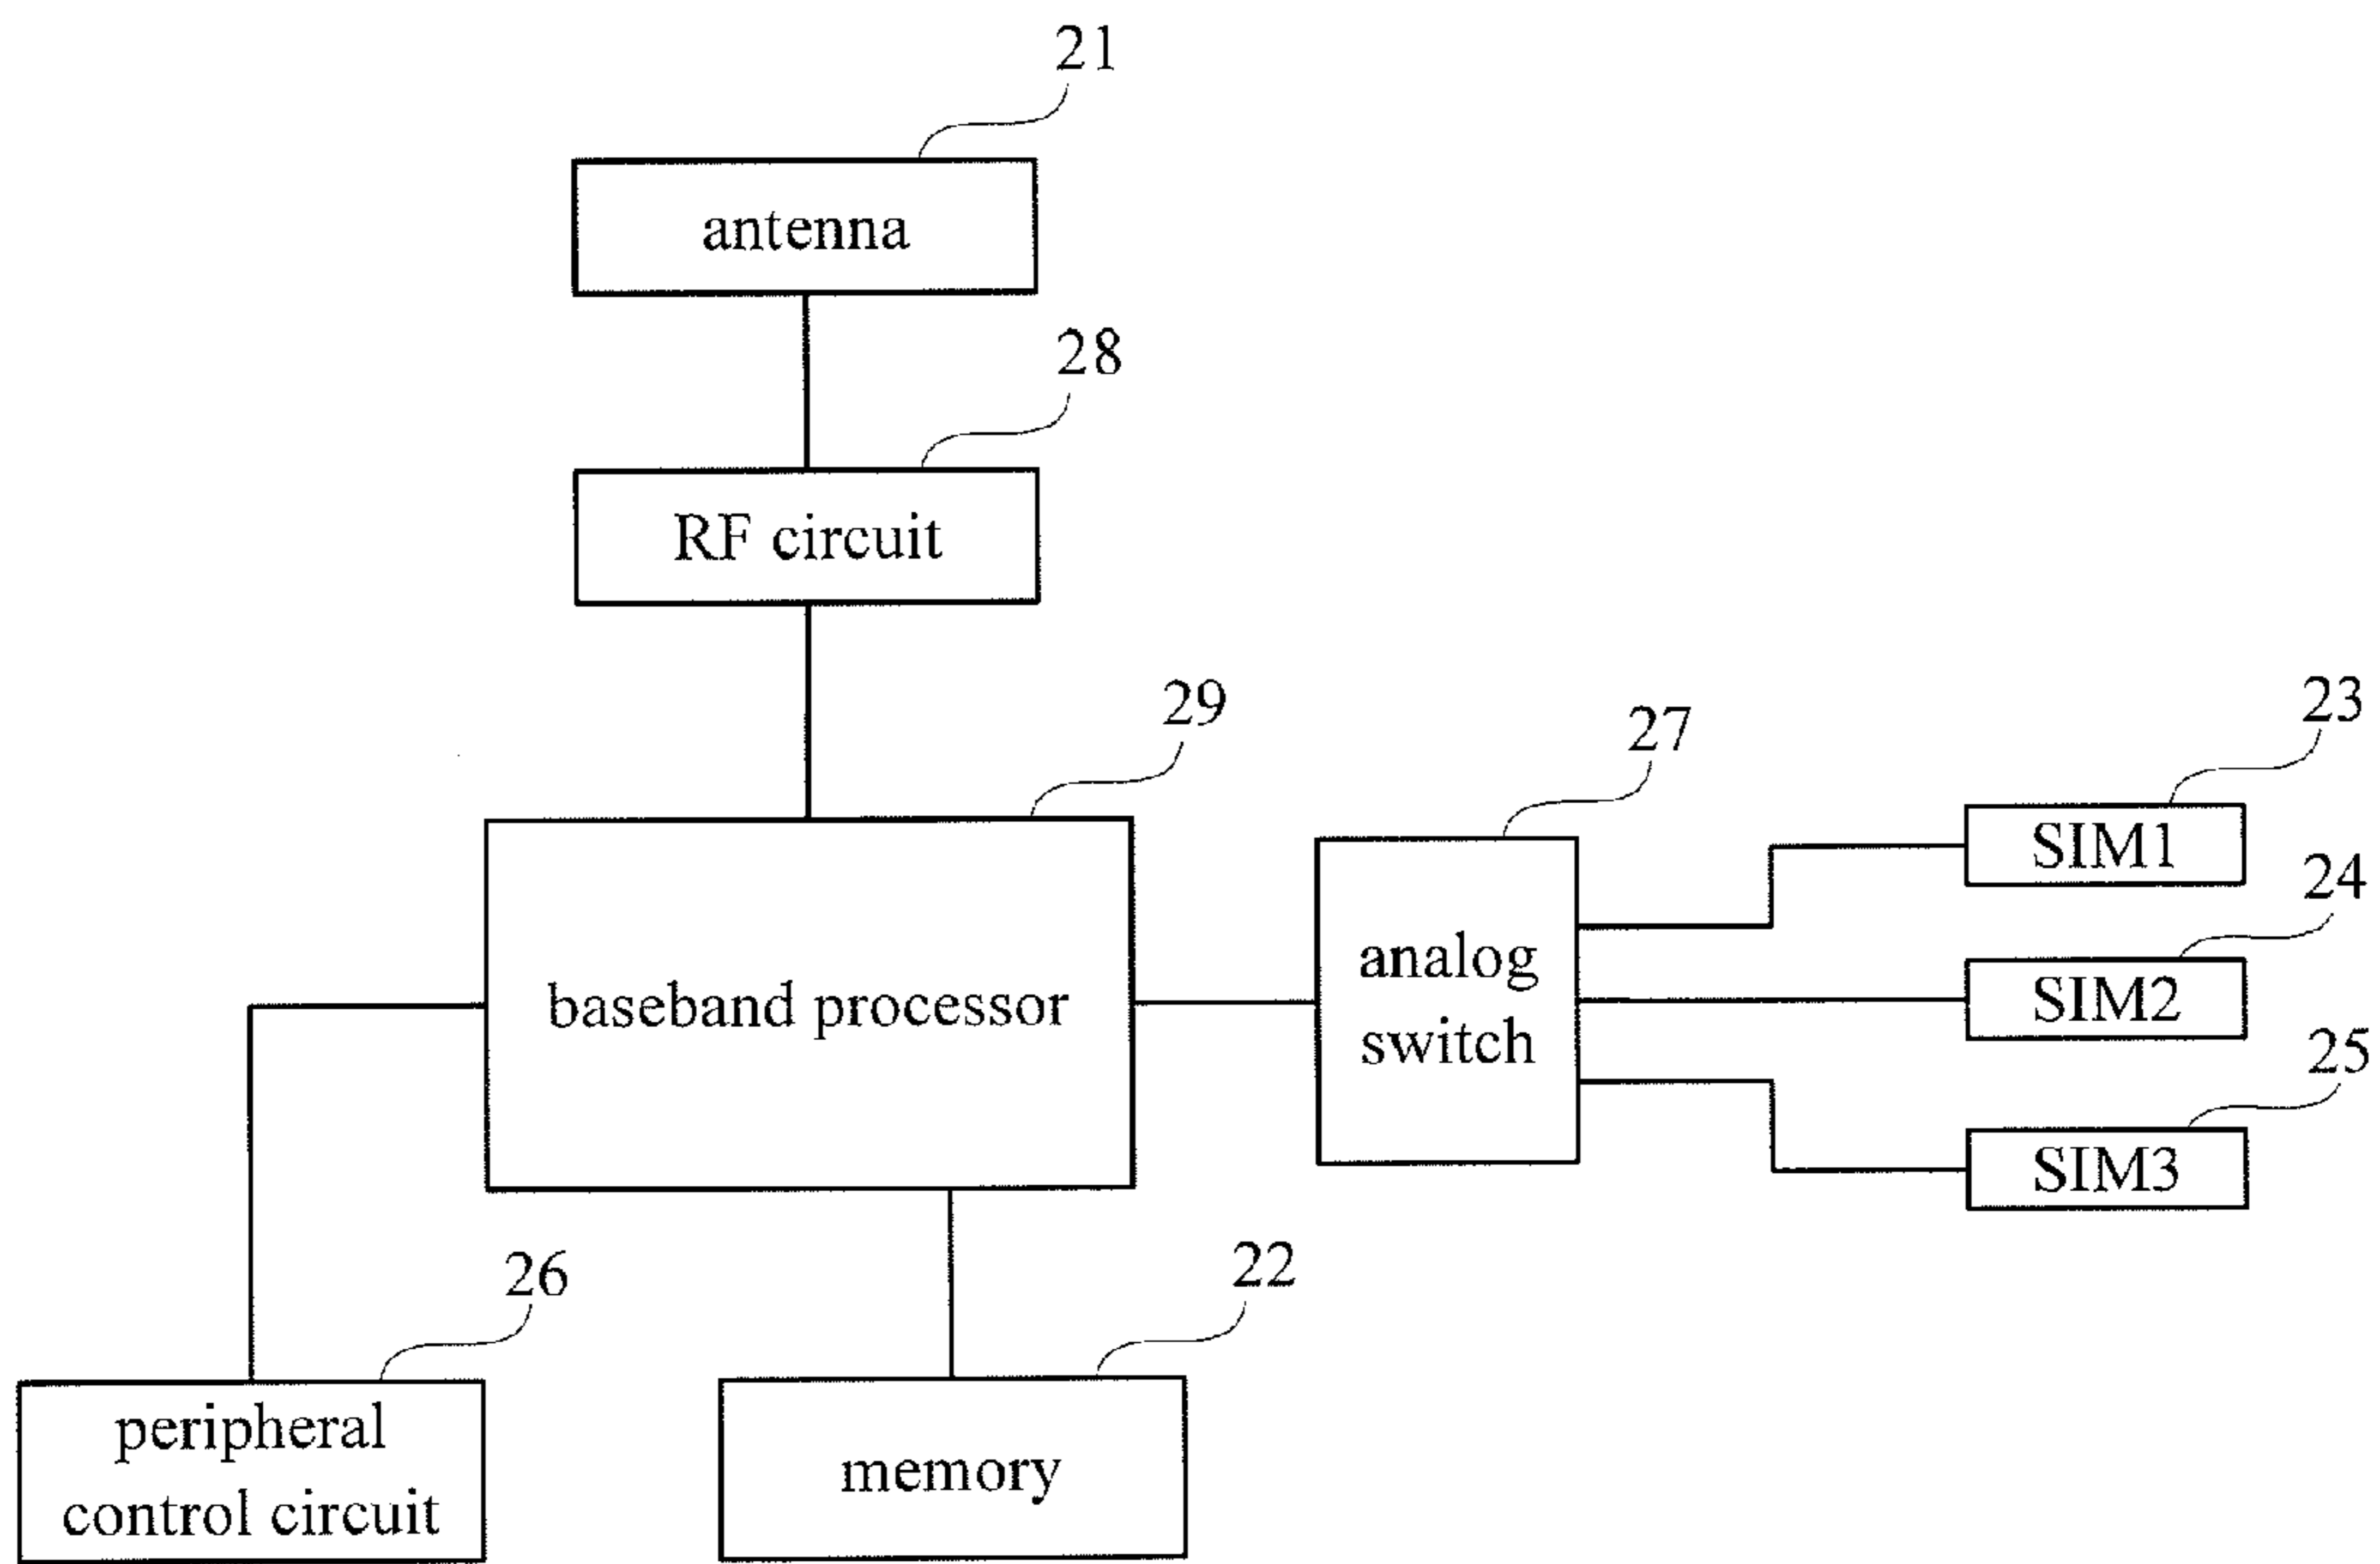 21
antenna
28
RF circuit
29
27
23
SIM1
24
analog
switch
baseband processor
SIM2
25
SIM3
26
22
peripheral
control circuit
memory